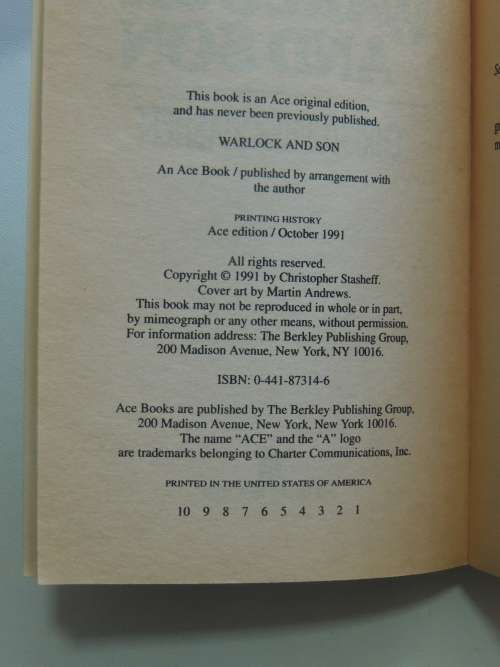 This book is an Ace original edition,
and has never been previously published.
WARLOCK AND SON
An Ace Book / published by arrangement with
the author
PRINTING HISTORY
Ace edition / October 1991
All rights reserved.
Copyright © 1991 by Christopher Stasheff.
Cover art by Martin Andrews.
This book may not be reproduced in whole or in part,
by mimeograph or any other means, without permission.
For information address: The Berkley Publishing Group,
200 Madison Avenue, New York, NY 10016.
ISBN: 0-441-87314-6
Ace Books are published by The Berkley Publishing Group,
200 Madison Avenue, New York, New York 10016.
The name “ACE” and the “A” logo
are trademarks belonging to Charter Communications, Inc.
PRINTED IN THE UNITED STATES OF AMERICA
10 9 8 7 6 5 4 3 2 1